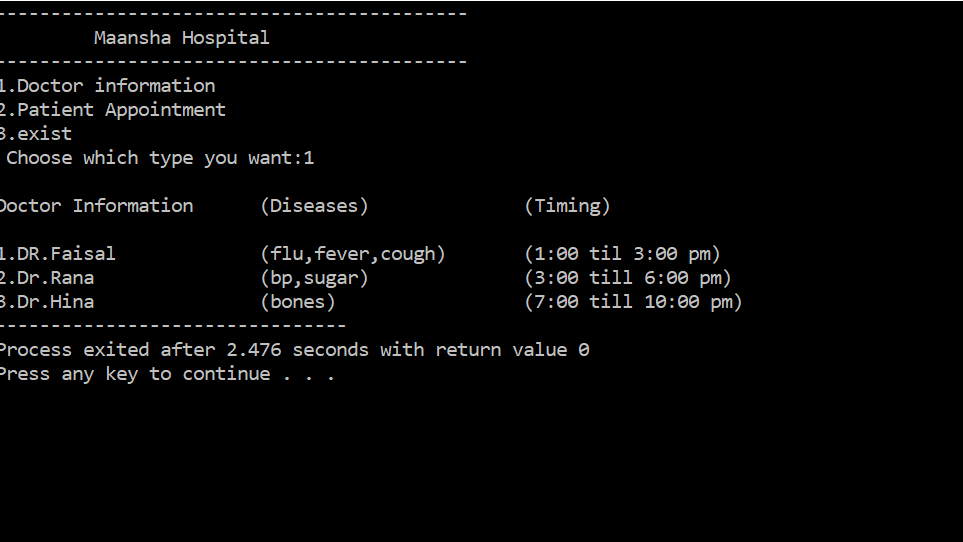 -------------------------------------------
Maansha Hospital
-------------------------------------------
1.Doctor information
2.Patient Appointment
3.exist
Choose which type you want:1
Doctor Information (Diseases) (Timing)
1.DR.Faisal (flu,fever,cough) (1:00 til 3:00 pm)
2.Dr.Rana (bp,sugar) (3:00 till 6:00 pm)
3.Dr.Hina (bones) (7:00 till 10:00 pm)
--------------------------------
Process exited after 2.476 seconds with return value 0
Press any key to continue . . .